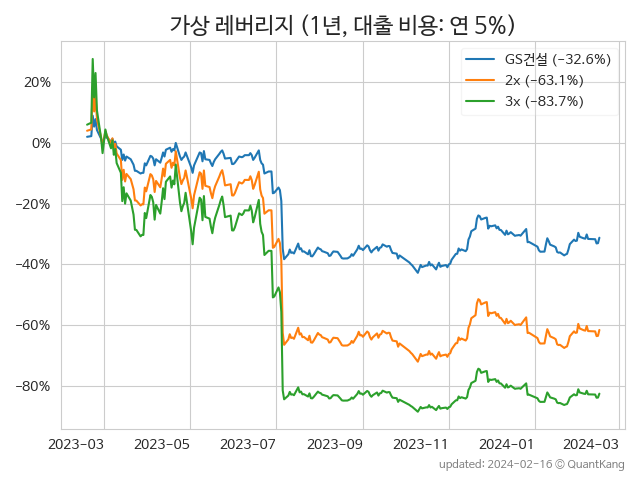 가상 레버리지 (1년, 대출 비용: 연 5%)
GS건설 (−32.6%)
2x (−63.1%)
3x (−83.7%)
20%
0%
−20%
−40%
−60%
−80%
2023-03 2023-05 2023-07 2023-09 2023-11 2024-01 2024-03
updated: 2024-02-16 © QuantKang